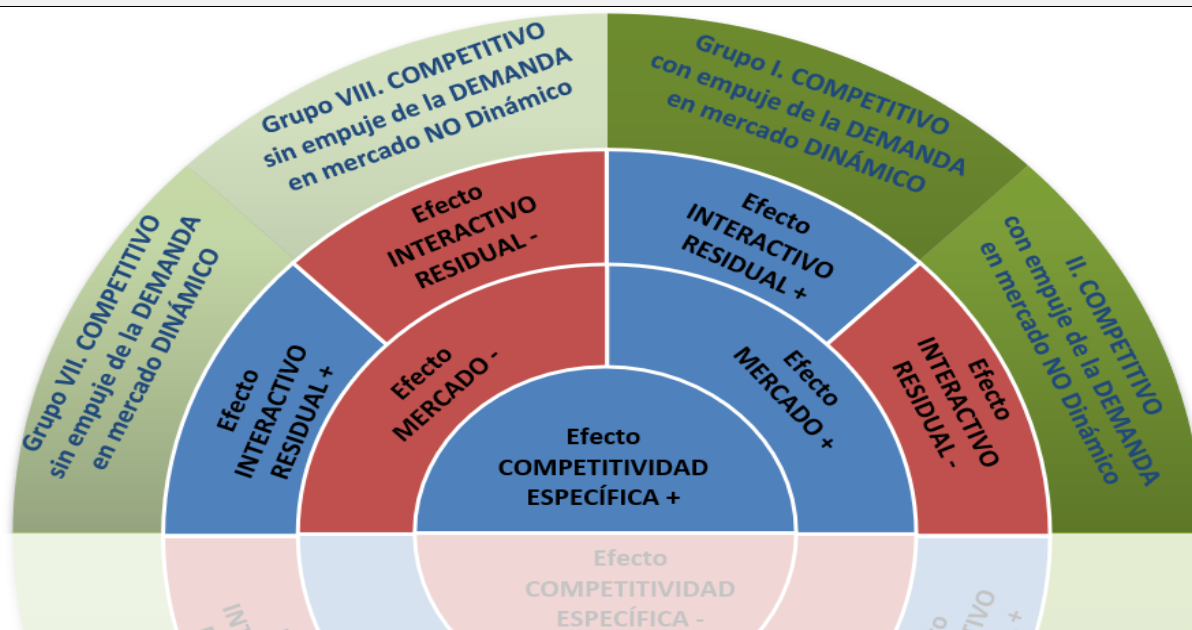 Grupo VIII. COMPETITIVO
sin empuje de la DEMANDA
en mercado NO Dinámico
Grupo I. COMPETITIVO
con empuje de la DEMANDA
en mercado DINÁMICO
Grupo VII. COMPETITIVO
sin empuje de la DEMANDA
en mercado DINÁMICO
II. COMPETITIVO
con empuje de la DEMANDA
en mercado NO Dinámico
Efecto
INTERACTIVO
RESIDUAL -
Efecto
INTERACTIVO
RESIDUAL +
Efecto
INTERACTIVO
RESIDUAL +
Efecto
INTERACTIVO
RESIDUAL -
Efecto
MERCADO -
Efecto
MERCADO +
Efecto
COMPETITIVIDAD
ESPECÍFICA +
Efecto
COMPETITIVIDAD
ESPECÍFICA -